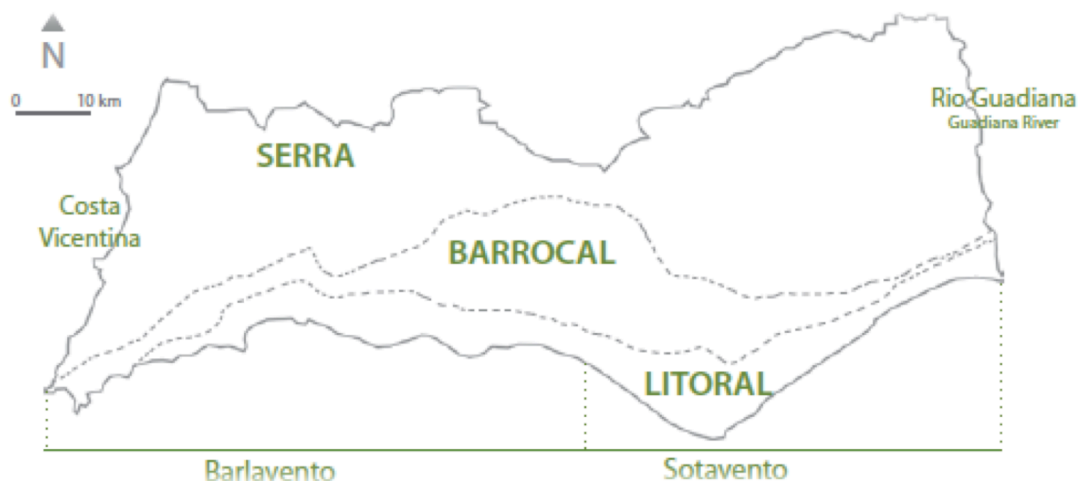 N
0 10 km
Rio Guadiana
Guadiana River
SERRA
Costa
Vicentina
BARROCAL
LITORAL
Barlavento
Sotavento